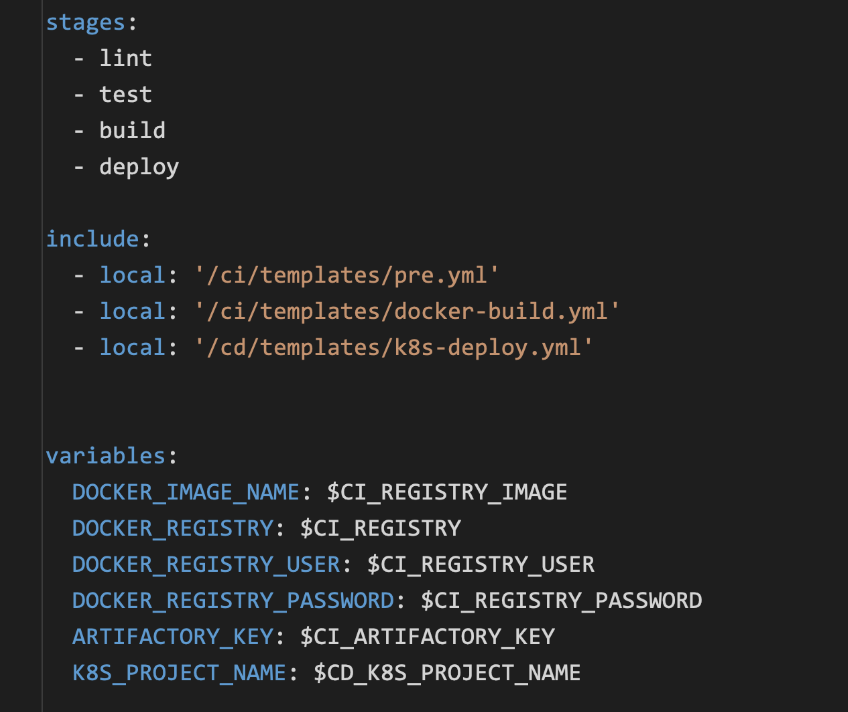 stages:
  - lint
  - test
  - build
  - deploy
include:
  - local: '/ci/templates/pre.yml'
  - local: '/ci/templates/docker-build.yml'
  - local: '/cd/templates/k8s-deploy.yml'
variables:
  DOCKER_IMAGE_NAME: $CI_REGISTRY_IMAGE
  DOCKER_REGISTRY: $CI_REGISTRY
  DOCKER_REGISTRY_USER: $CI_REGISTRY_USER
  DOCKER_REGISTRY_PASSWORD: $CI_REGISTRY_PASSWORD
  ARTIFACTORY_KEY: $CI_ARTIFACTORY_KEY
  K8S_PROJECT_NAME: $CD_K8S_PROJECT_NAME